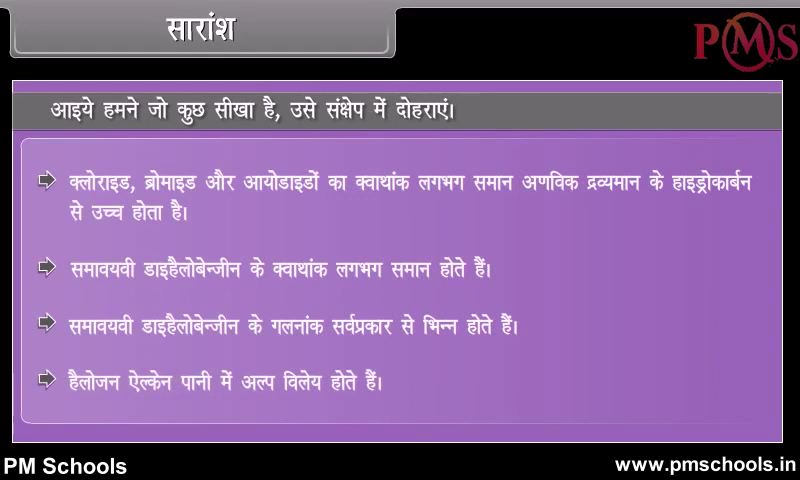 सारांश
PMS
आइये हमने जो कुछ सीखा है, उसे संक्षेप में दोहराएं।
क्लोराइड, ब्रोमाइड और आयोडाइडों का क्वाथांक लगभग समान अणविक द्रव्यमान के हाइड्रोकार्बन
से उच्च होता है।
समावयवी डाइहैलोबेन्जीन के क्वाथांक लगभग समान होते हैं।
समावयवी डाइहैलोबेन्जीन के गलनांक सर्वप्रकार से भिन्न होते हैं।
हैलोजन ऐल्केन पानी में अल्प विलेय होते हैं।
PM Schools
www.pmschools.in